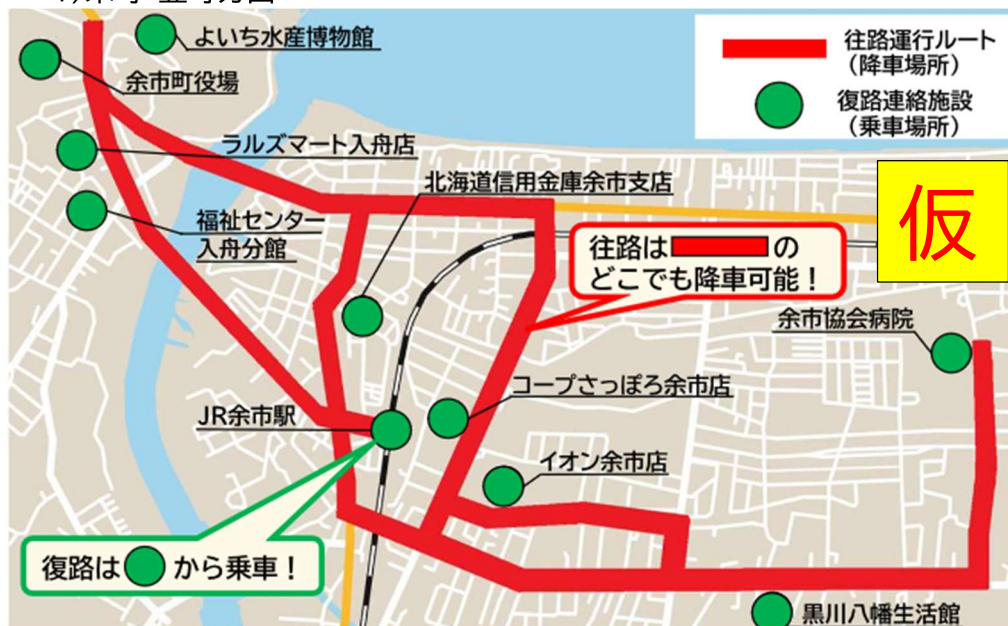 よいち水産博物館
余市町役場
ラルズマート入舟店
北海道信用金庫余市支店
福祉センター
入舟分館
往路運行ルート
(降車場所)
復路連絡施設
(乗車場所)
仮
往路は の
どこでも降車可能!
余市協会病院
コープさっぽろ余市店
JR余市駅
イオン余市店
復路は から乗車!
黒川八幡生活館